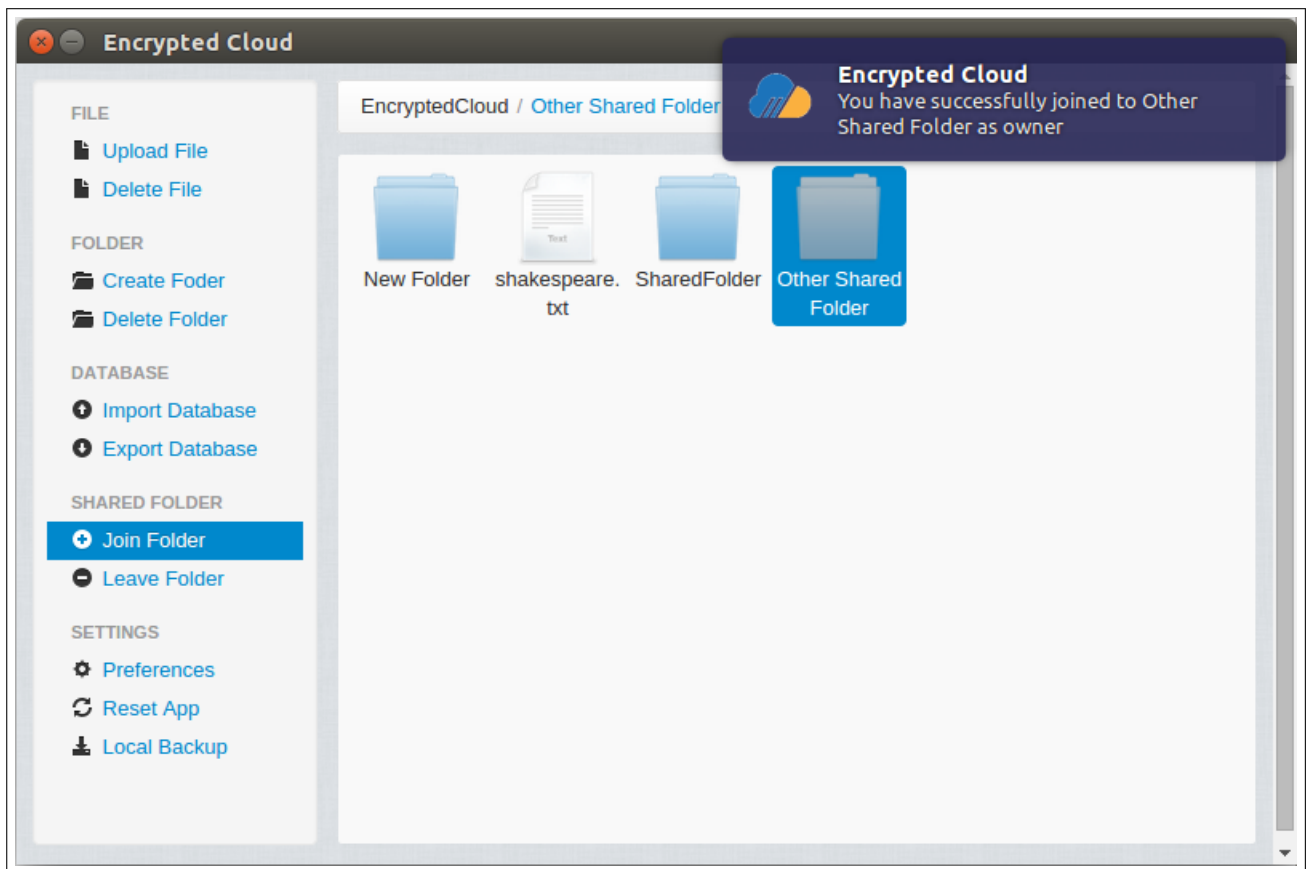 Encrypted Cloud
Encrypted Cloud
You have successfully joined to Other
Shared Folder as owner
EncryptedCloud / Other Shared Folder
FILE
Upload File
Delete File
FOLDER
Create Foder
Delete Folder
DATABASE
Import Database
Export Database
SHARED FOLDER
Join Folder
Leave Folder
SETTINGS
Preferences
Reset App
Local Backup
Text
New Folder
shakespeare.
txt
SharedFolder
Other Shared
Folder